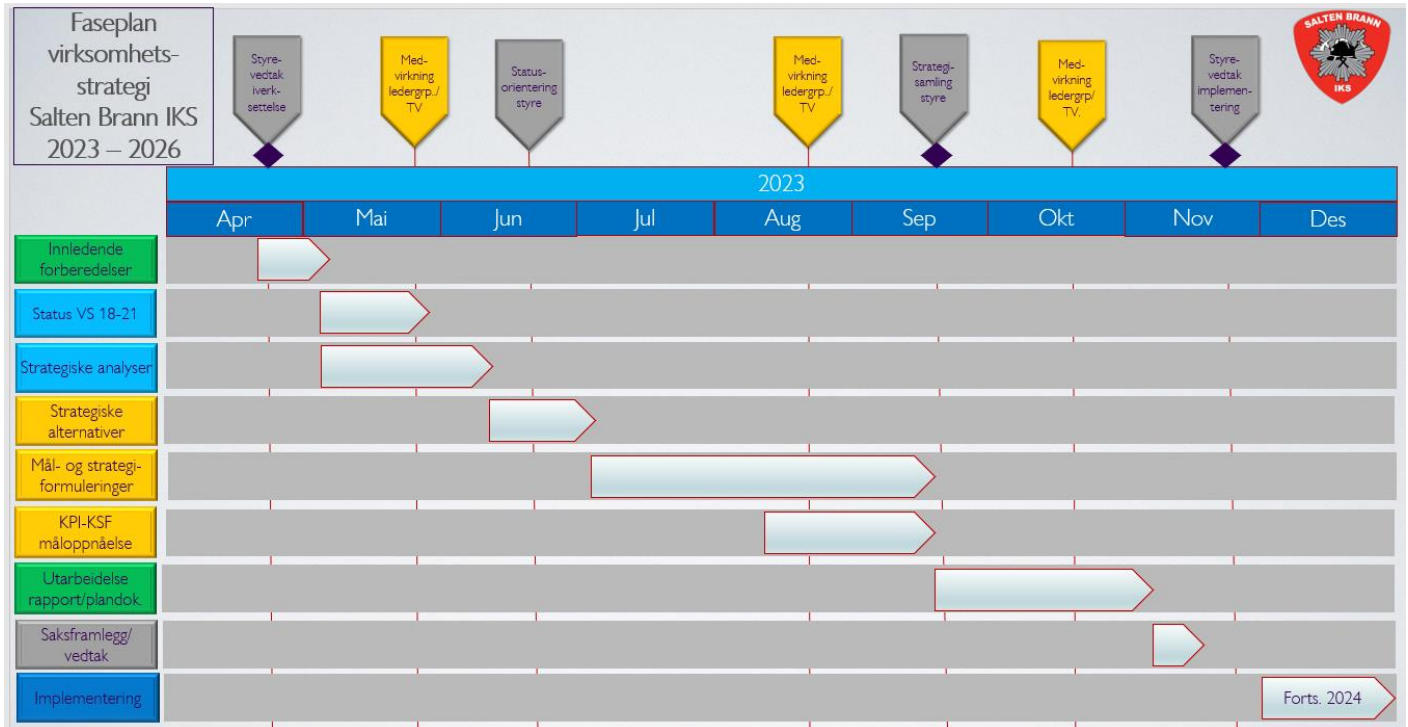 Faseplan
virksomhets-
strategi
Salten Brann IKS
2023 – 2026
Styre-
vedtak
iverk-
settelse
Med-
virkning
ledergrp../
TV
Status-
orientering
styre
Med-
virkning
ledergrp../
TV
Strategi-
samling
styre
Med-
virkning
ledergrp/
TV.
Styre-
vedtak
implemen-
tering
SALTEN BRANN
IKS
2023
Apr
Mai
Jun
Jul
Aug
Sep
Okt
Nov
Des
Innledende
forberedelser
Status VS 18-21
Strategiske analyser
Strategiske
alternativer
Mål- og strategi-
formuleringer
KPI-KSF
måloppnåelse
Utarbeidelse
rapport/plandok.
Saksframlegg/
vedtak
Implementering
Forts. 2024